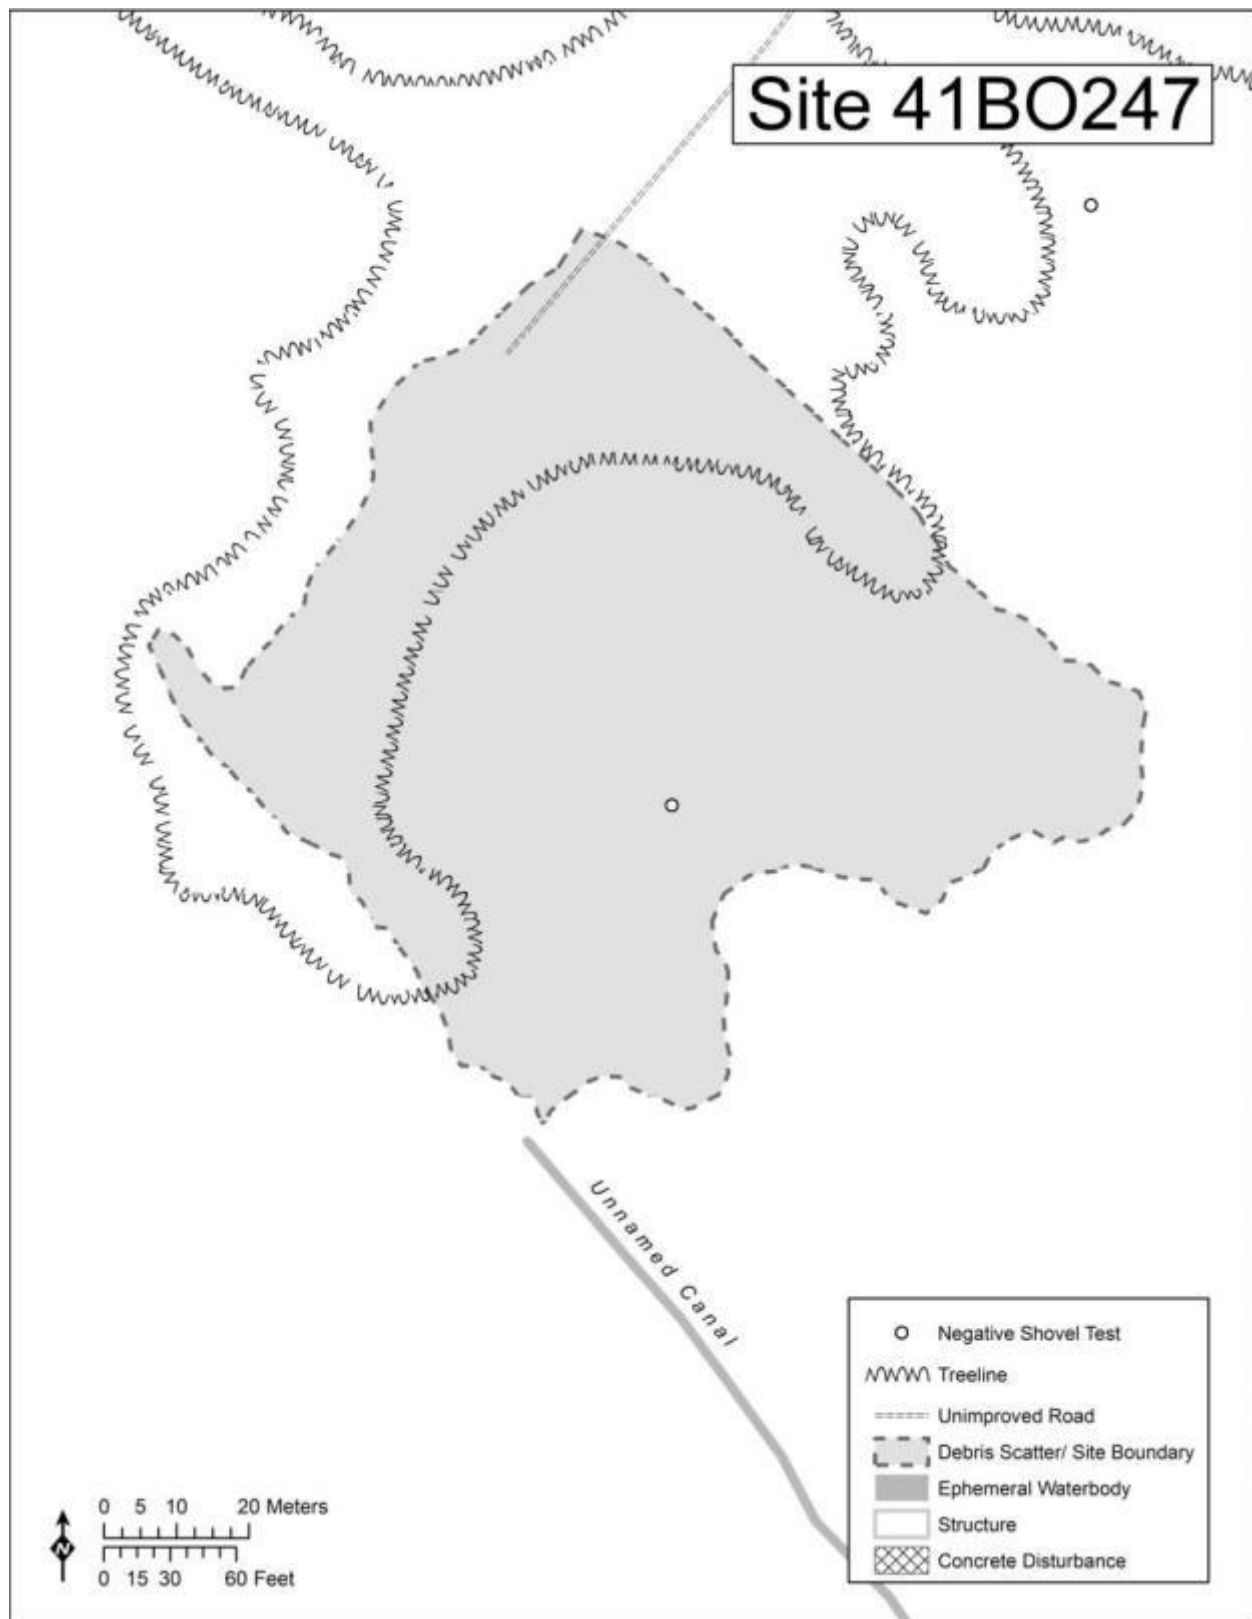 Site 41BO247
Unnamed Canal
Negative Shovel Test
Treeline
Unimproved Road
Debris Scatter/ Site Boundary
Ephemeral Waterbody
Structure
Concrete Disturbance
0 5 10 20 Meters
N
0 15 30 60 Feet